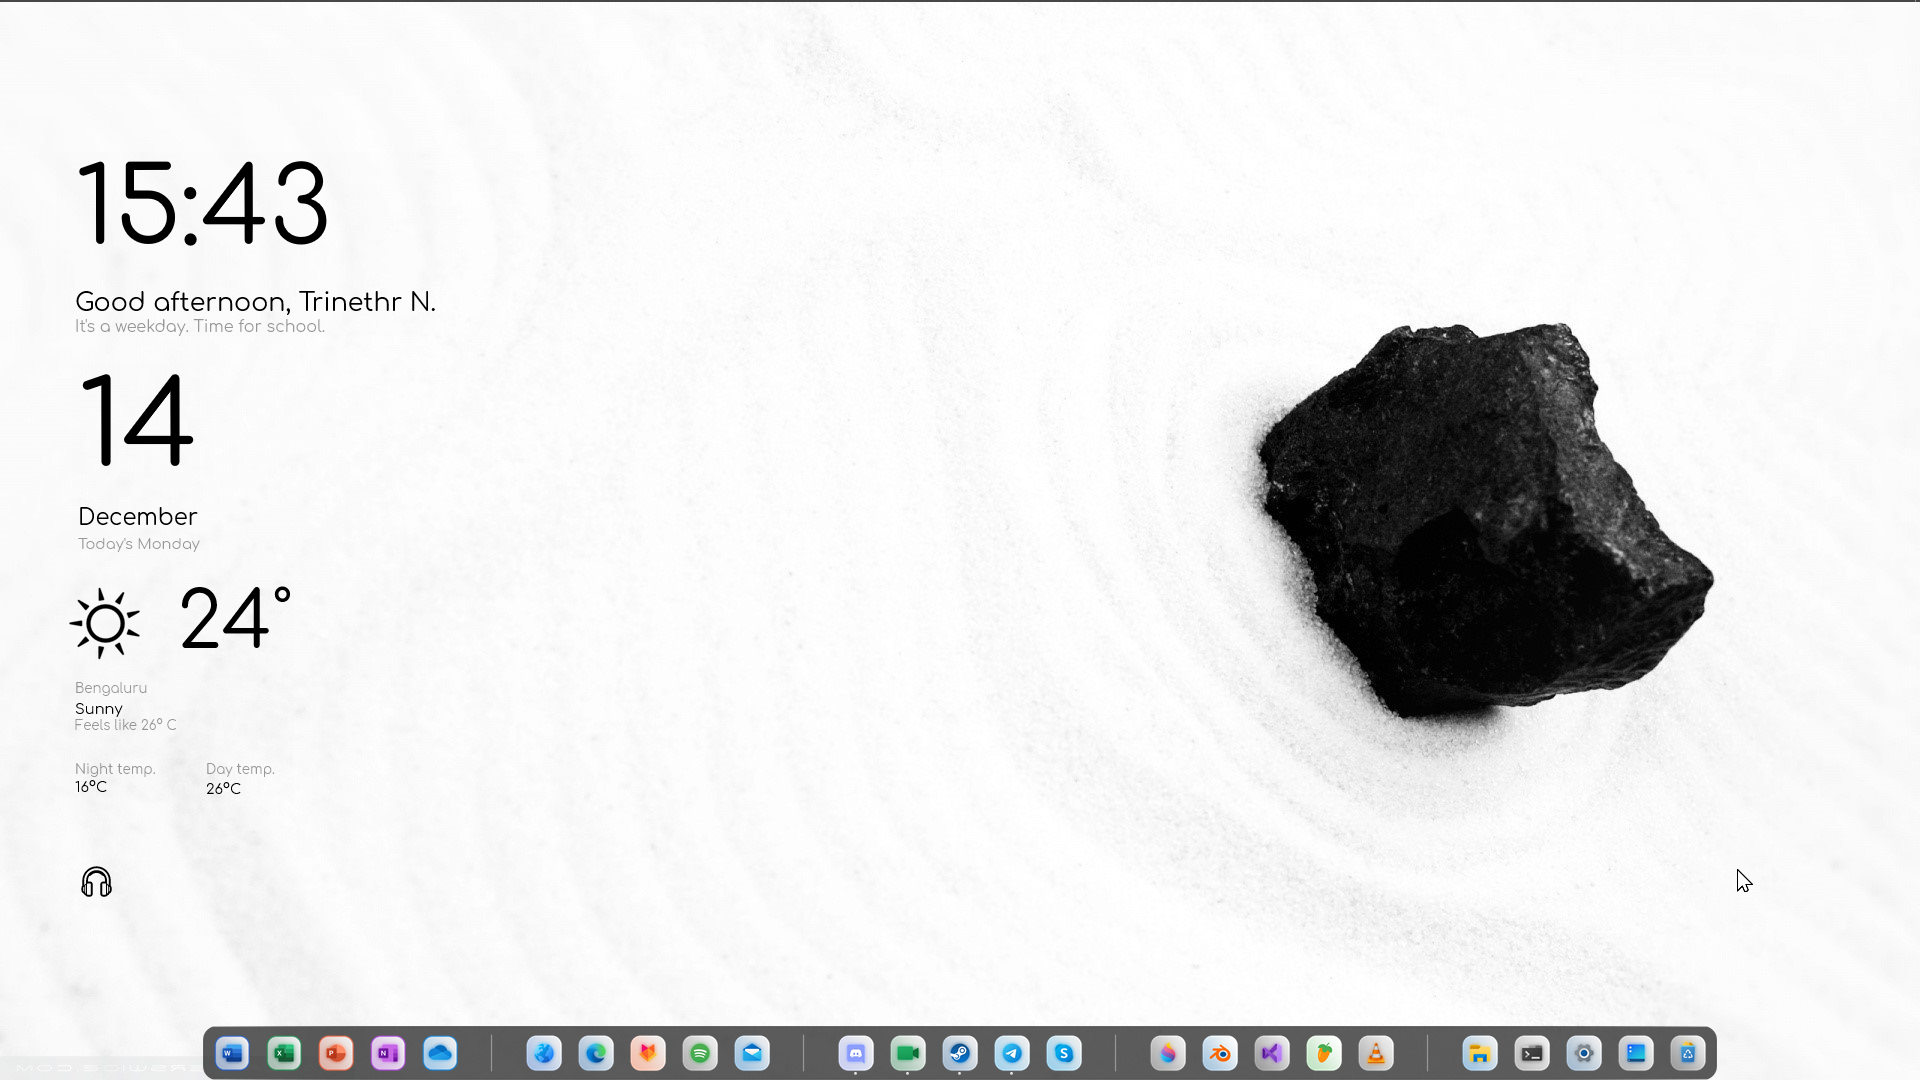 15:43
Good afternoon, Trinethr N.
It's a weekday. Time for school.
14
December
Today's Monday
24°
Bengaluru
Sunny
Feels like 26° C
Night temp. Day temp.
16°C 26°C